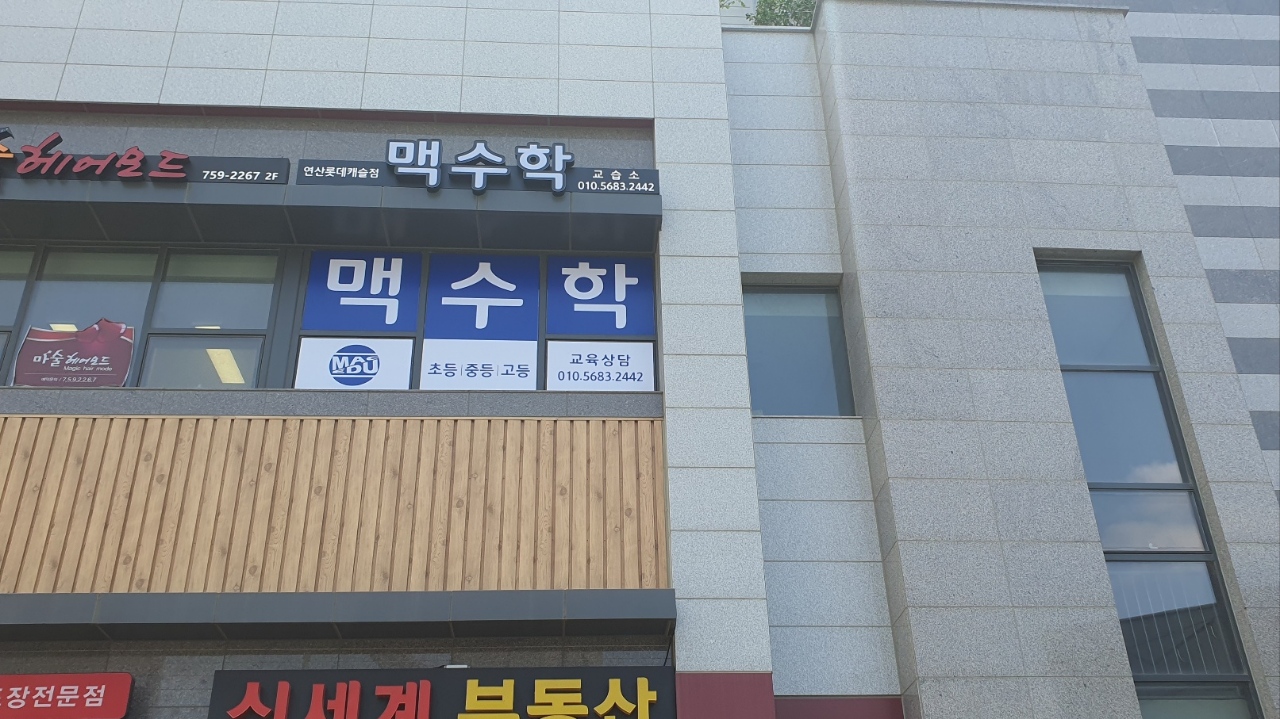 헤어모드
759-2267 2F
연산롯데캐슬점
맥수학
교습소
010.5683.2442
맥수학
초등|중등|고등
교육상담
010.5683.2442
마술헤어모드
Magic hair mode
759.2267
장전문점
신세계 부동산